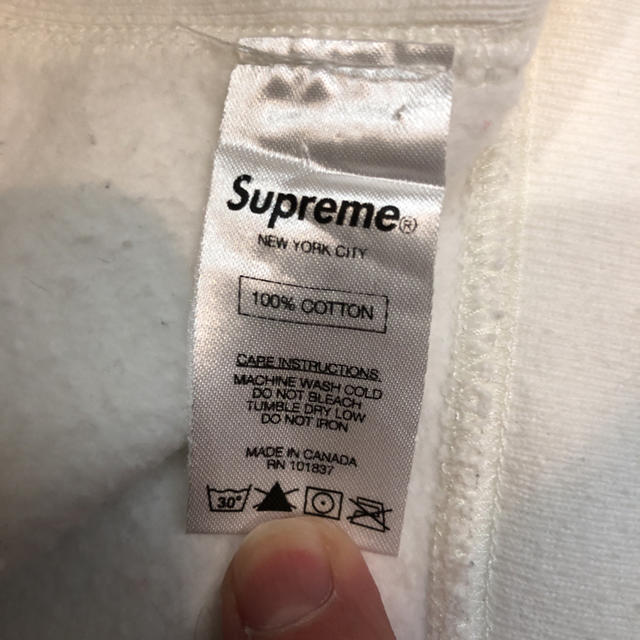 Supreme®
NEW YORK CITY
100% COTTON
CARE INSTRUCTIONS
MACHINE WASH COLD
DO NOT BLEACH
TUMBLE DRY LOW
DO NOT IRON
MADE IN CANADA
RN 101837
30°